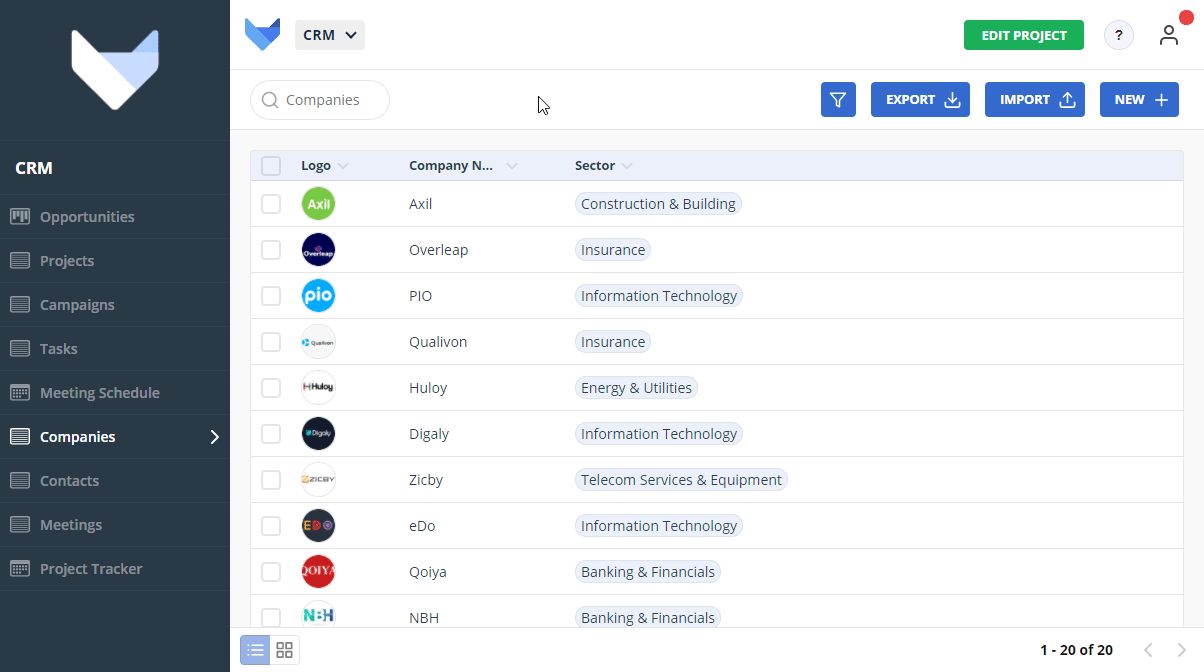 CRM
EDIT PROJECT
?
Companies
EXPORT
IMPORT
NEW
CRM
Opportunities
Projects
Campaigns
Tasks
Meeting Schedule
Companies
Contacts
Meetings
Project Tracker
Logo Company N... Sector
Axil Axil Construction & Building
Overleap Overleap Insurance
pio PIO Information Technology
Qualivon Qualivon Insurance
Huloy Huloy Energy & Utilities
Digaly Digaly Information Technology
ZICBY Zicby Telecom Services & Equipment
EDO eDo Information Technology
QOIYA Qoiya Banking & Financials
NBH NBH Banking & Financials
1 - 20 of 20